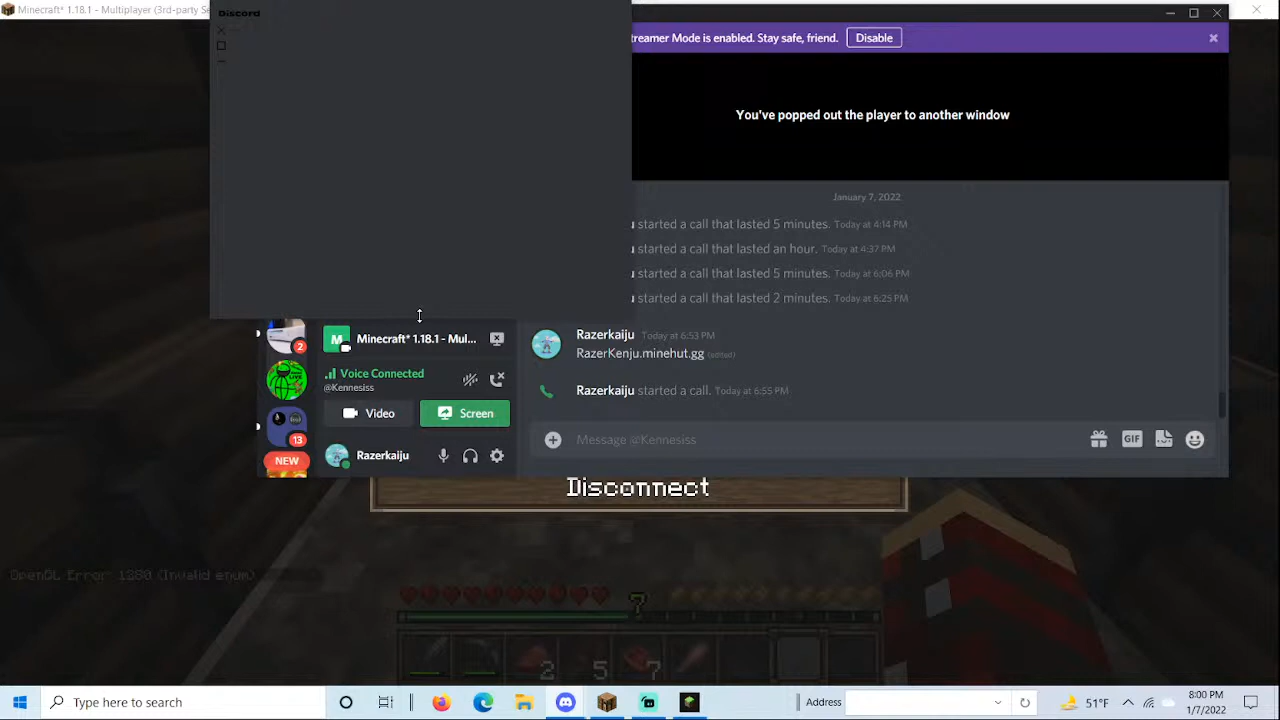 Minecraft* 1.18.1 - Multiplayer (3rd-party Se
Discord
treamer Mode is enabled. Stay safe, friend.
Disable
You've popped out the player to another window
January 7, 2022
u started a call that lasted 5 minutes. Today at 4:14 PM
u started a call that lasted an hour. Today at 4:37 PM
u started a call that lasted 5 minutes. Today at 6:06 PM
u started a call that lasted 2 minutes. Today at 6:25 PM
Razerkaiju Today at 6:53 PM
RazerKenju.minehut.gg (edited)
Razerkaiju started a call. Today at 6:55 PM
Message @Kennesiss
GIF
2
M
Minecraft* 1.18.1 - Mul...
Voice Connected
@Kennesiss
LIVE
Video
Screen
13
NEW
Razerkaiju
Disconnect
OpenGL Error: 1280 (Invalid enum)
7
2
5
7
Type here to search
Address
51°F
8:00 PM
1/7/2022